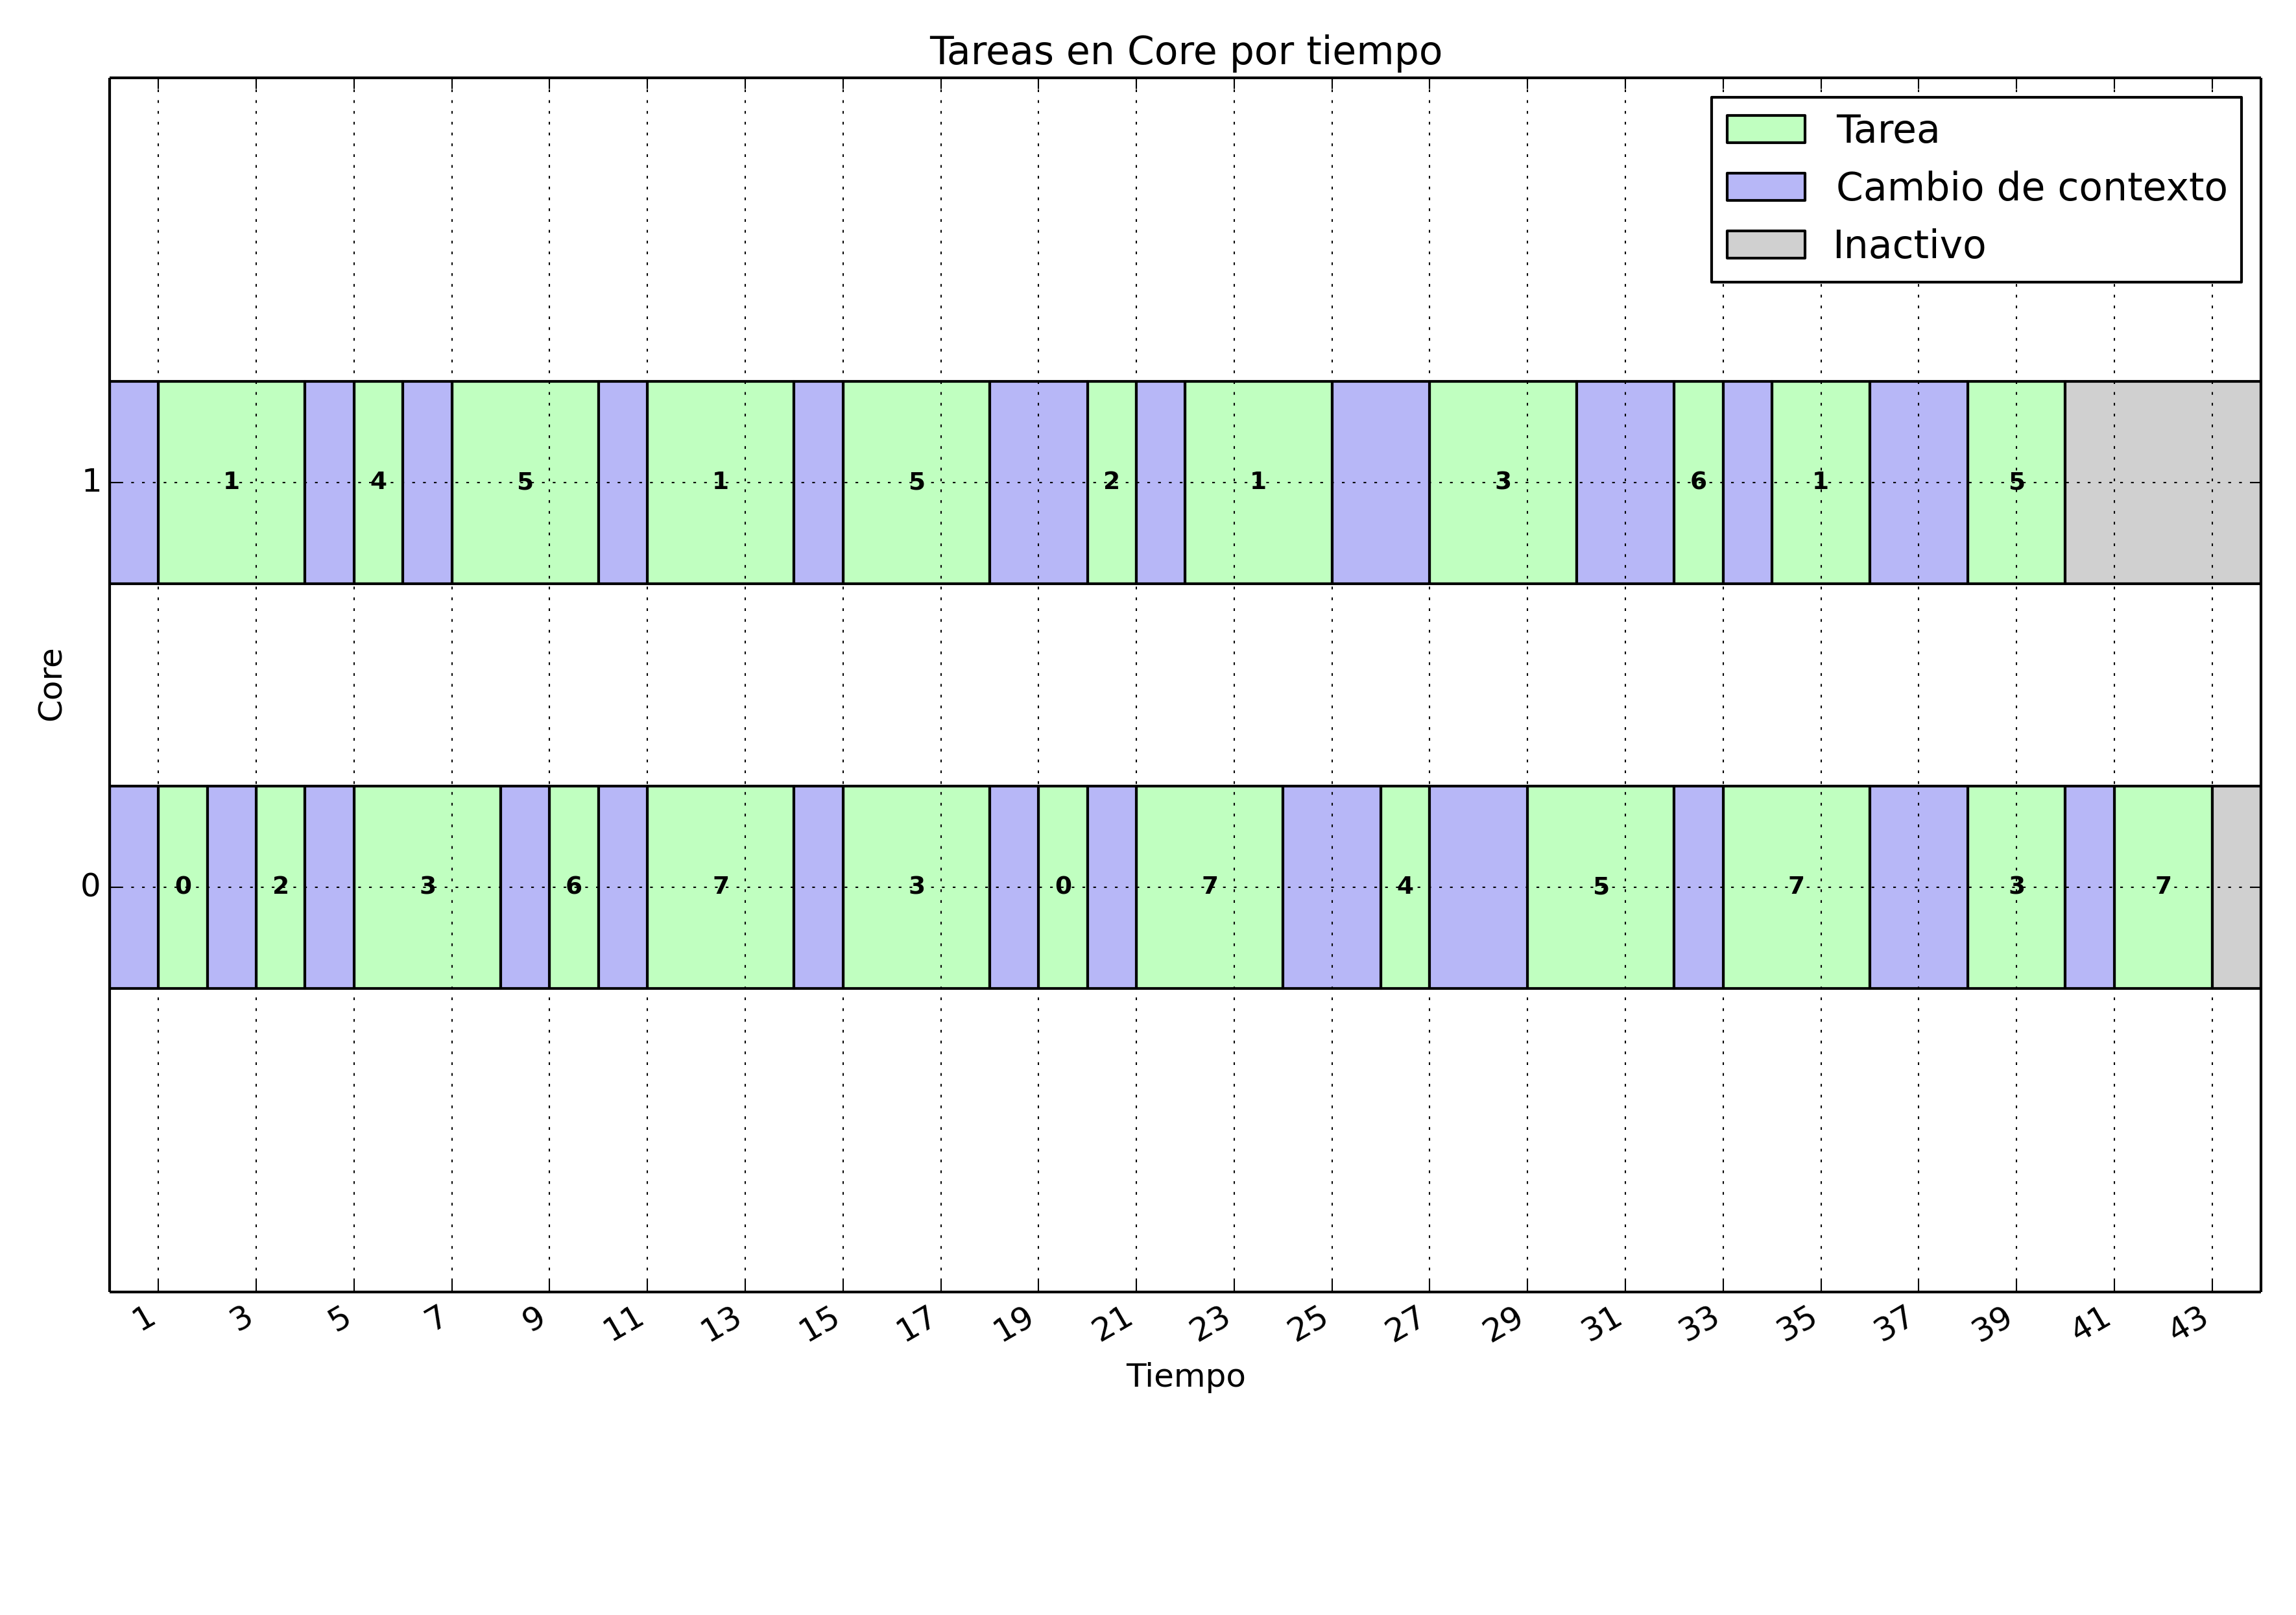 Tareas en Core por tiempo
Tarea
Cambio de contexto
Inactivo
1
1 4 5 1 5 2 1 3 6 1 5
Core
0
0 2 3 6 7 3 0 7 4 5 7 3 7
1 3 5 7 9 11 13 15 17 19 21 23 25 27 29 31 33 35 37 39 41 43
Tiempo